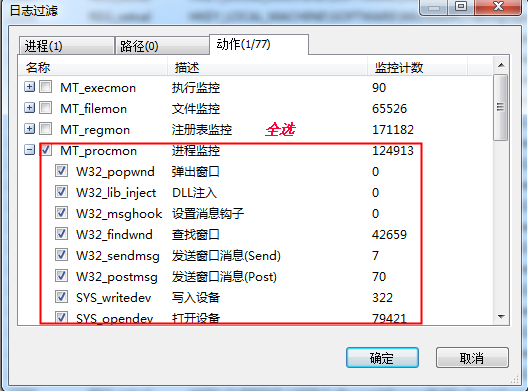 日志过滤
进程(1) 路径(0) 动作(1/77)
名称 描述 监控计数
MT_execmon 执行监控 90
MT_filemon 文件监控 65526
MT_regmon 注册表监控 全选 171182
MT_procmon 进程监控 124913
W32_popwnd 弹出窗口 0
W32_lib_inject DLL注入 0
W32_msghook 设置消息钩子 0
W32_findwnd 查找窗口 42659
W32_sendmsg 发送窗口消息(Send) 7
W32_postmsg 发送窗口消息(Post) 70
SYS_writedev 写入设备 322
SYS_opendev 打开设备 79421
确定 取消